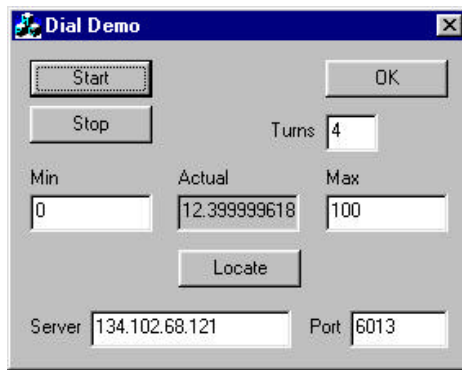 Dial Demo
Start OK
Stop Turns 4
Min Actual Max
0 12.399999618 100
Locate
Server 134.102.68.121 Port 6013